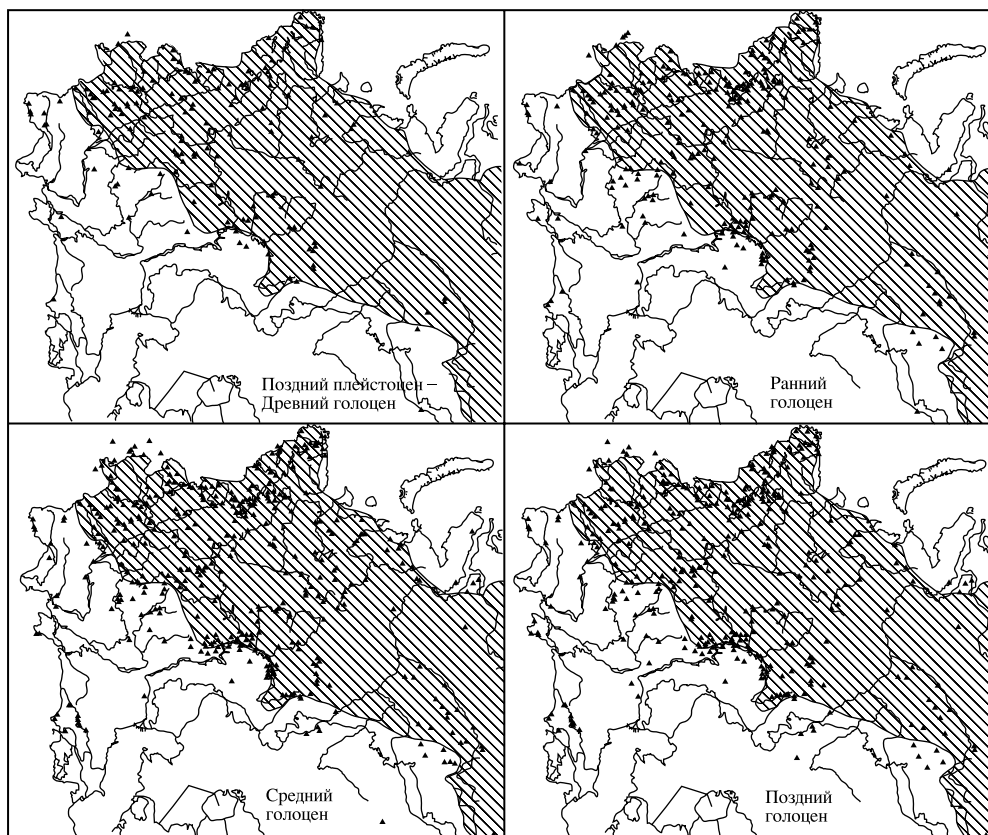 Поздний плейстоцен –
Древний голоцен
Ранний
голоцен
Средний
голоцен
Поздний
голоцен